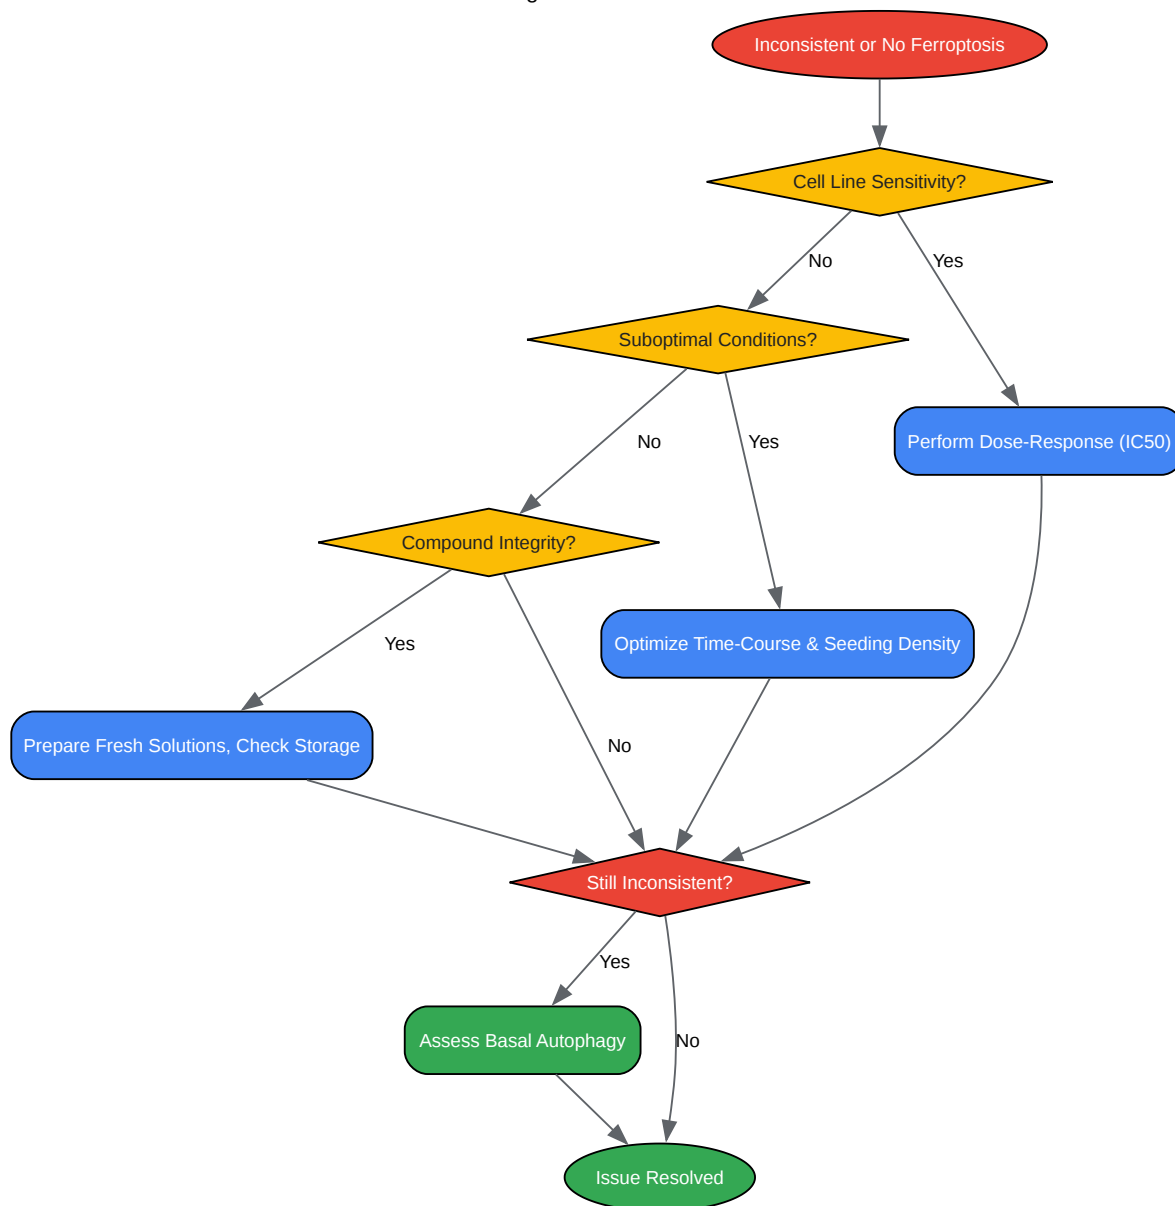 Inconsistent or No Ferroptosis
Cell Line Sensitivity?
No
Yes
Suboptimal Conditions?
No
Yes
Perform Dose-Response (IC50)
Compound Integrity?
Yes
No
Optimize Time-Course & Seeding Density
Prepare Fresh Solutions, Check Storage
Still Inconsistent?
Yes
No
Assess Basal Autophagy
Issue Resolved